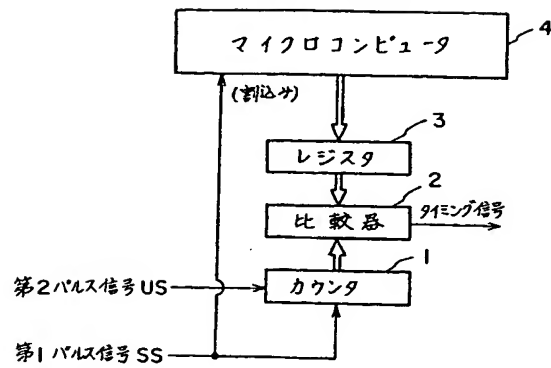 マイクロコンピュータ
4
(割込み)
3
レジスタ
2
比較器
タイミング信号
1
第2パルス信号US
カウンタ
第1パルス信号SS